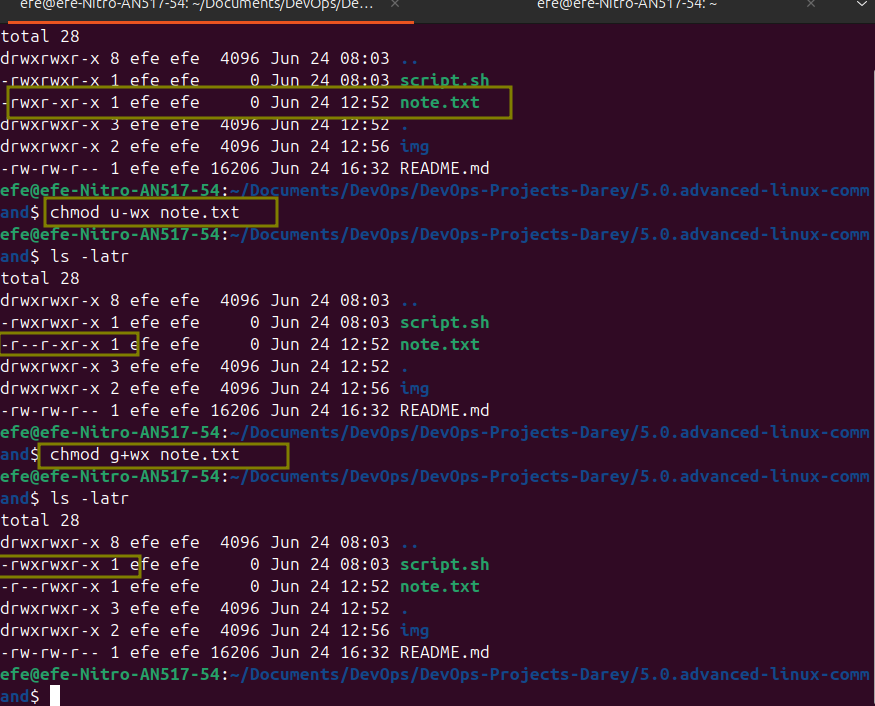 efe@efe-Nitro-AN517-54: ~/Documents/DevOps/De... × efe@efe-Nitro-AN517-54: ~ ×
total 28
drwxrwxr-x 8 efe efe  4096 Jun 24 08:03 ..
-rwxrwxr-x 1 efe efe     0 Jun 24 08:03 script.sh
-rwxr-xr-x 1 efe efe     0 Jun 24 12:52 note.txt
drwxrwxr-x 3 efe efe  4096 Jun 24 12:52 .
drwxrwxr-x 2 efe efe  4096 Jun 24 12:56 img
-rw-rw-r-- 1 efe efe 16206 Jun 24 16:32 README.md
efe@efe-Nitro-AN517-54:~/Documents/DevOps/DevOps-Projects-Darey/5.0.advanced-linux-comm
and$ chmod u-wx note.txt
efe@efe-Nitro-AN517-54:~/Documents/DevOps/DevOps-Projects-Darey/5.0.advanced-linux-comm
and$ ls -latr
total 28
drwxrwxr-x 8 efe efe  4096 Jun 24 08:03 ..
-rwxrwxr-x 1 efe efe     0 Jun 24 08:03 script.sh
-r--r-xr-x 1 efe efe     0 Jun 24 12:52 note.txt
drwxrwxr-x 3 efe efe  4096 Jun 24 12:52 .
drwxrwxr-x 2 efe efe  4096 Jun 24 12:56 img
-rw-rw-r-- 1 efe efe 16206 Jun 24 16:32 README.md
efe@efe-Nitro-AN517-54:~/Documents/DevOps/DevOps-Projects-Darey/5.0.advanced-linux-comm
and$ chmod g+wx note.txt
efe@efe-Nitro-AN517-54:~/Documents/DevOps/DevOps-Projects-Darey/5.0.advanced-linux-comm
and$ ls -latr
total 28
drwxrwxr-x 8 efe efe  4096 Jun 24 08:03 ..
-rwxrwxr-x 1 efe efe     0 Jun 24 08:03 script.sh
-r--rwxr-x 1 efe efe     0 Jun 24 12:52 note.txt
drwxrwxr-x 3 efe efe  4096 Jun 24 12:52 .
drwxrwxr-x 2 efe efe  4096 Jun 24 12:56 img
-rw-rw-r-- 1 efe efe 16206 Jun 24 16:32 README.md
efe@efe-Nitro-AN517-54:~/Documents/DevOps/DevOps-Projects-Darey/5.0.advanced-linux-comm
and$